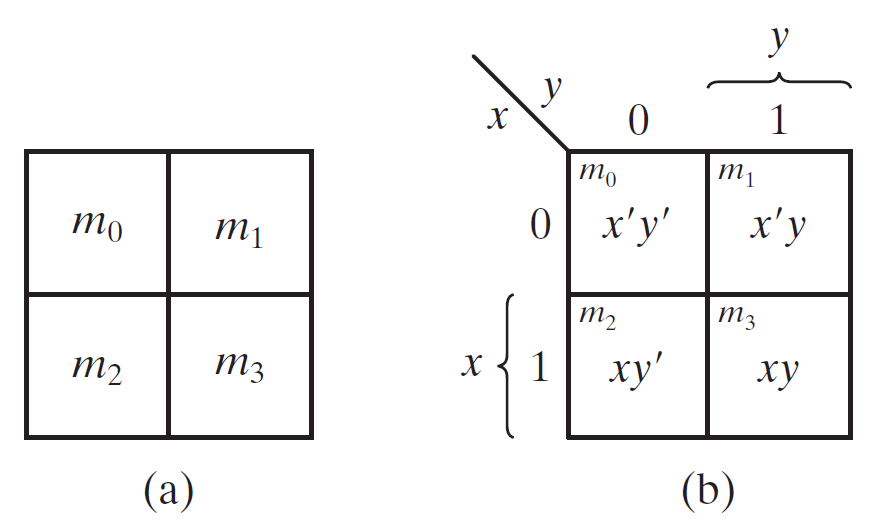 m₀ m₁
m₂ m₃
(a)
y
x y 0 1
0 m₀ x′y′ m₁ x′y
x 1 m₂ xy′ m₃ xy
(b)